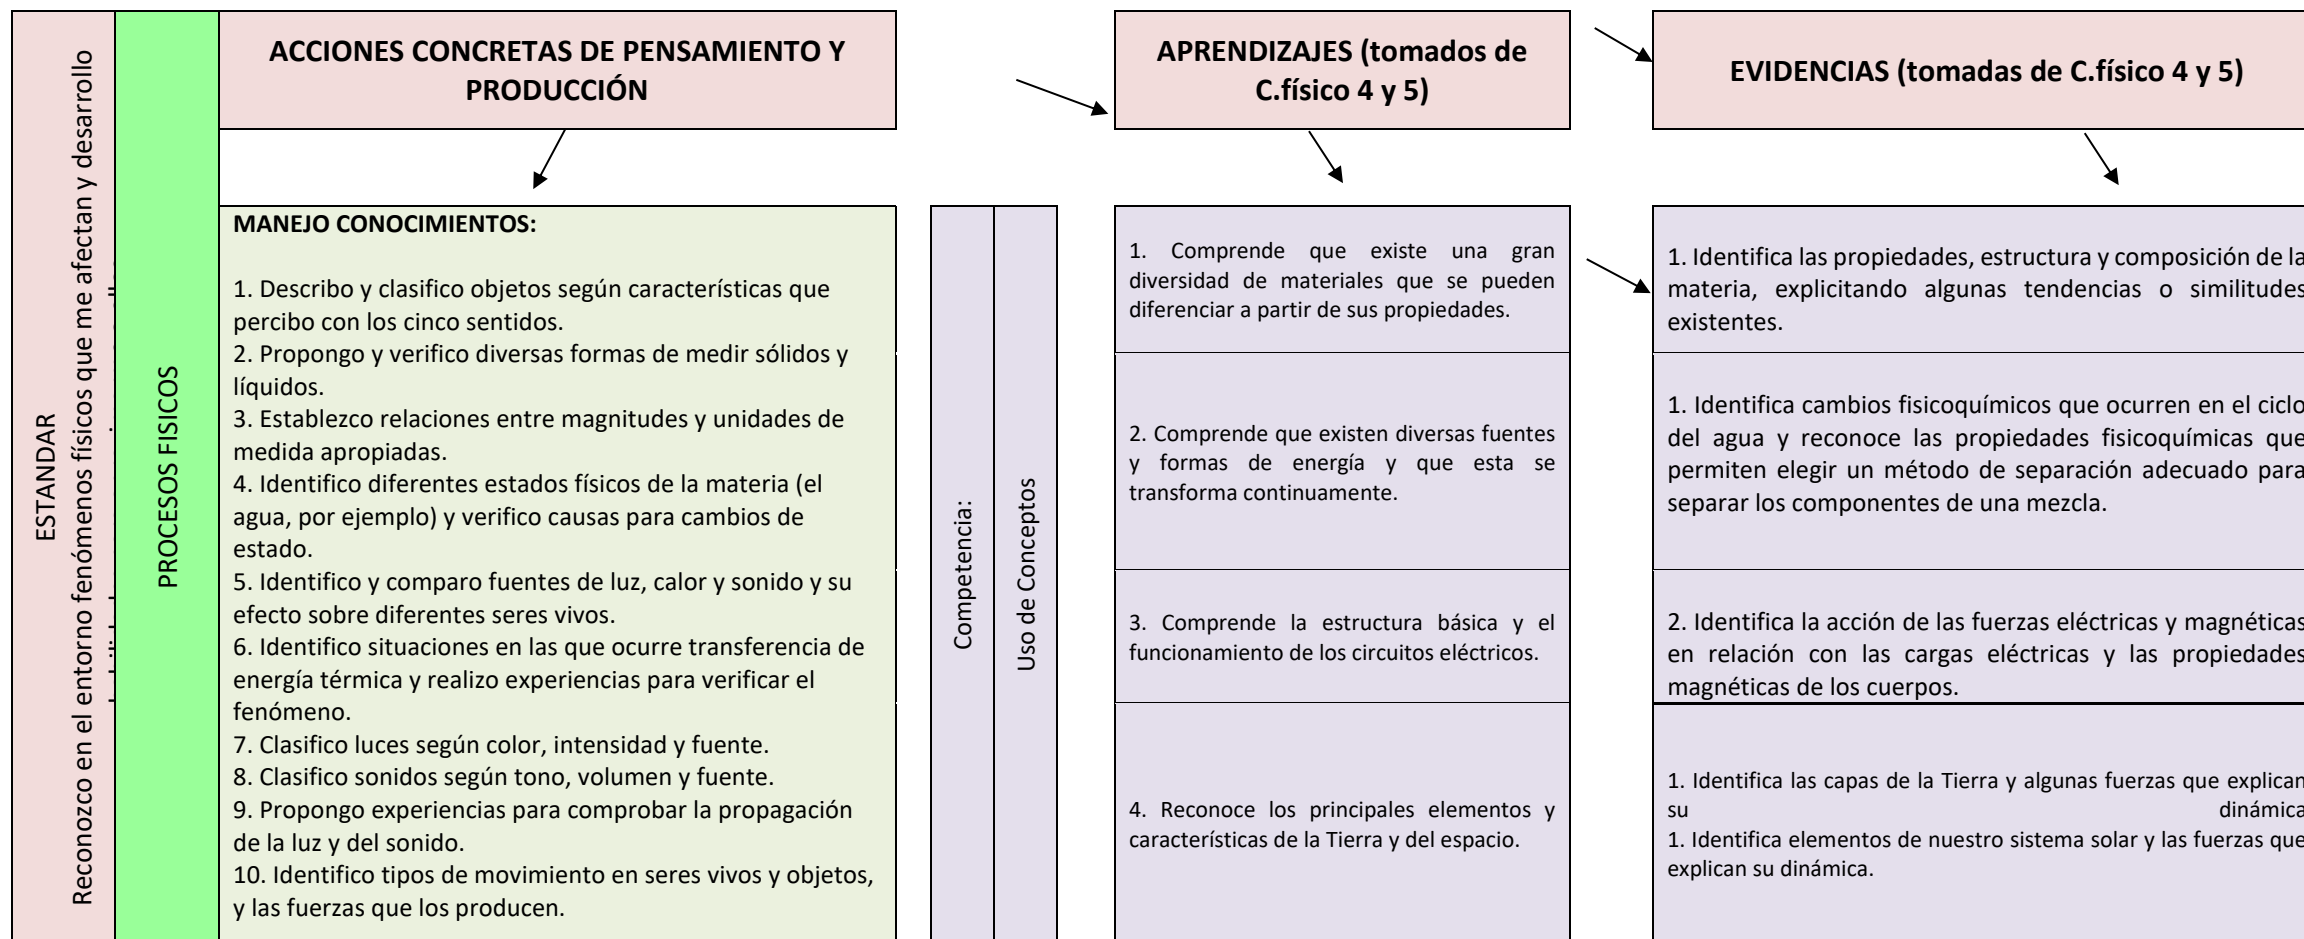 ESTANDAR
Reconozco en el entorno fenómenos físicos que me afectan y desarrollo
PROCESOS FISICOS
ACCIONES CONCRETAS DE PENSAMIENTO Y
PRODUCCIÓN
MANEJO CONOCIMIENTOS:
1. Describo y clasifico objetos según características que
percibo con los cinco sentidos.
2. Propongo y verifico diversas formas de medir sólidos y
líquidos.
3. Establezco relaciones entre magnitudes y unidades de
medida apropiadas.
4. Identifico diferentes estados físicos de la materia (el
agua, por ejemplo) y verifico causas para cambios de
estado.
5. Identifico y comparo fuentes de luz, calor y sonido y su
efecto sobre diferentes seres vivos.
6. Identifico situaciones en las que ocurre transferencia de
energía térmica y realizo experiencias para verificar el
fenómeno.
7. Clasifico luces según color, intensidad y fuente.
8. Clasifico sonidos según tono, volumen y fuente.
9. Propongo experiencias para comprobar la propagación
de la luz y del sonido.
10. Identifico tipos de movimiento en seres vivos y objetos,
y las fuerzas que los producen.
Competencia:
Uso de Conceptos
APRENDIZAJES (tomados de
C.físico 4 y 5)
1. Comprende que existe una gran
diversidad de materiales que se pueden
diferenciar a partir de sus propiedades.
2. Comprende que existen diversas fuentes
y formas de energía y que esta se
transforma continuamente.
3. Comprende la estructura básica y el
funcionamiento de los circuitos eléctricos.
4. Reconoce los principales elementos y
características de la Tierra y del espacio.
EVIDENCIAS (tomadas de C.físico 4 y 5)
1. Identifica las propiedades, estructura y composición de la
materia, explicitando algunas tendencias o similitudes
existentes.
1. Identifica cambios fisicoquímicos que ocurren en el ciclo
del agua y reconoce las propiedades fisicoquímicas que
permiten elegir un método de separación adecuado para
separar los componentes de una mezcla.
2. Identifica la acción de las fuerzas eléctricas y magnéticas
en relación con las cargas eléctricas y las propiedades
magnéticas de los cuerpos.
1. Identifica las capas de la Tierra y algunas fuerzas que explican
su dinámica
1. Identifica elementos de nuestro sistema solar y las fuerzas que
explican su dinámica.